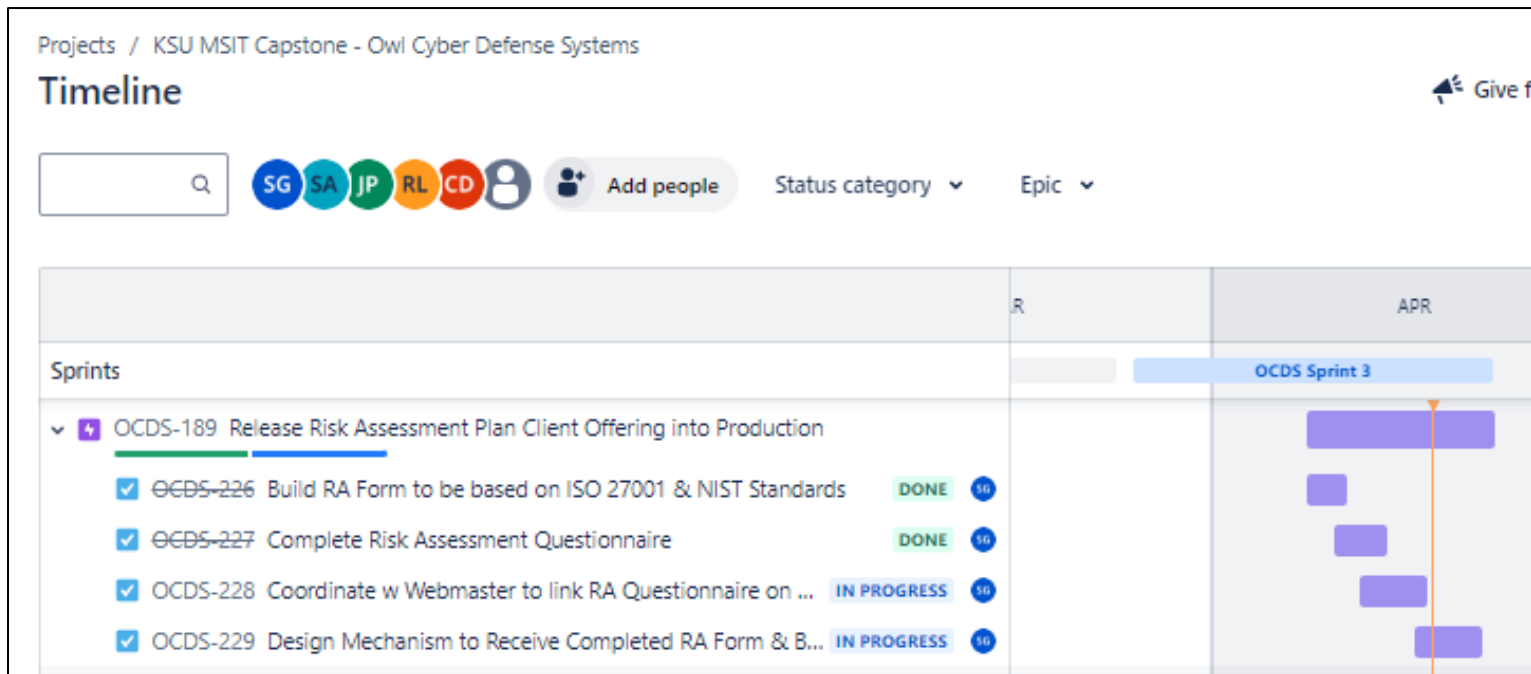 Projects / KSU MSIT Capstone - Owl Cyber Defense Systems
Timeline
Give f
SG SA JP RL CD Add people Status category Epic
R APR
Sprints OCDS Sprint 3
OCDS-189 Release Risk Assessment Plan Client Offering into Production
OCDS-226 Build RA Form to be based on ISO 27001 & NIST Standards DONE SG
OCDS-227 Complete Risk Assessment Questionnaire DONE SG
OCDS-228 Coordinate w Webmaster to link RA Questionnaire on ... IN PROGRESS SG
OCDS-229 Design Mechanism to Receive Completed RA Form & B... IN PROGRESS SG